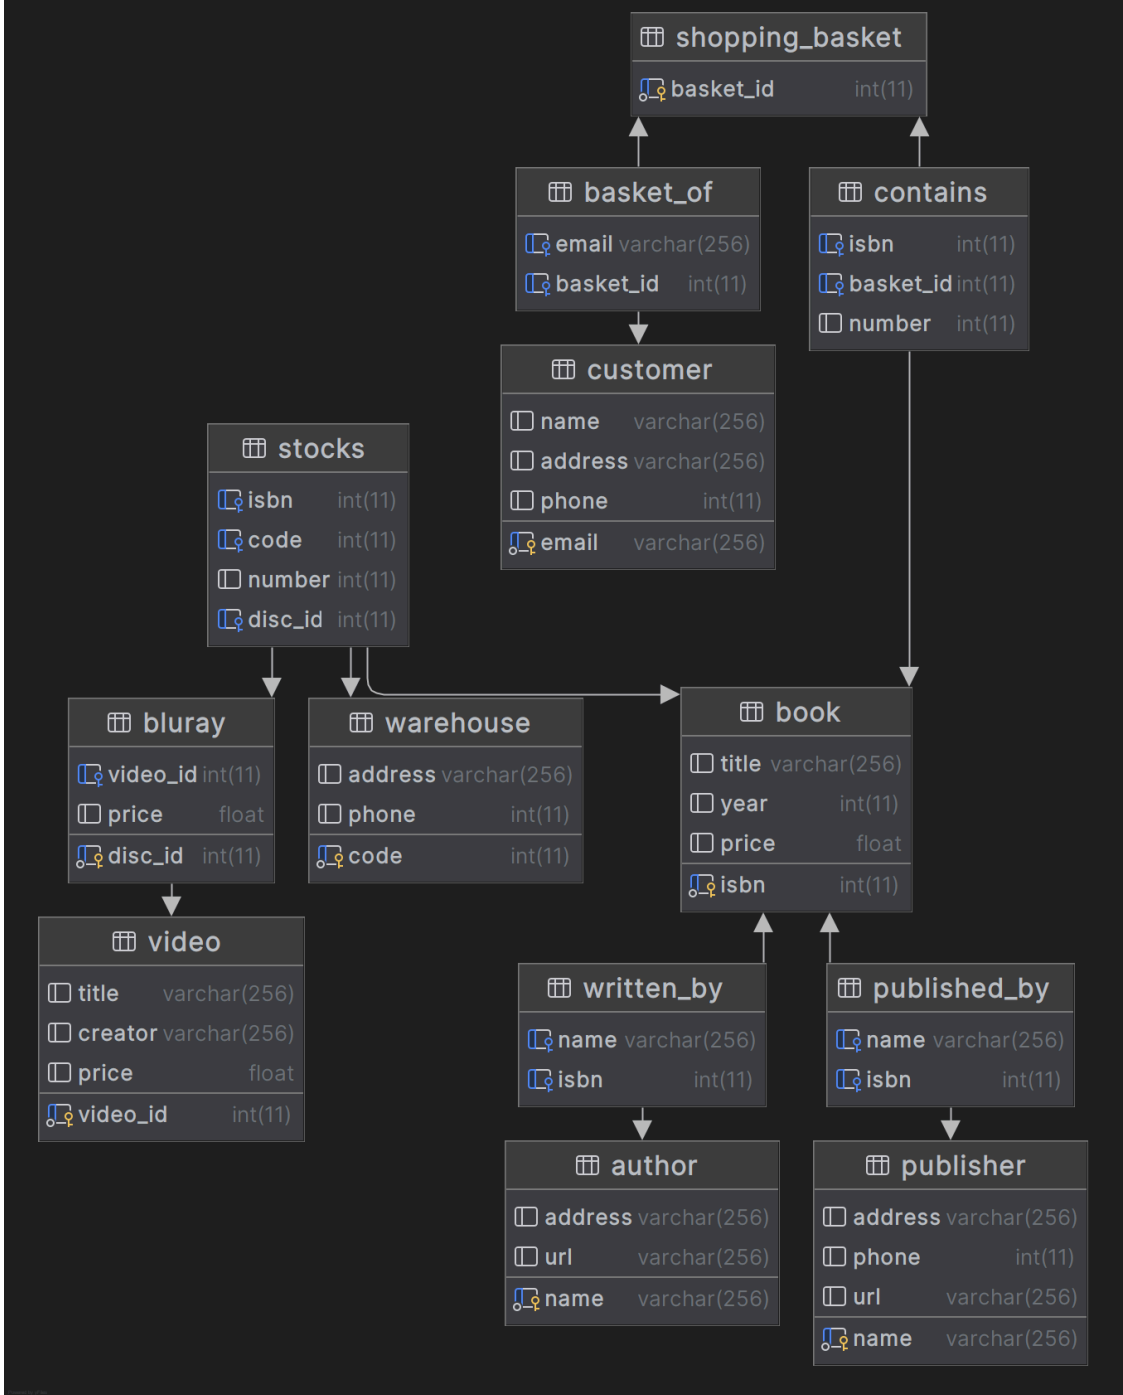 shopping_basket
basket_id int(11)
basket_of
email varchar(256)
basket_id int(11)
contains
isbn int(11)
basket_id int(11)
number int(11)
customer
name varchar(256)
address varchar(256)
phone int(11)
email varchar(256)
stocks
isbn int(11)
code int(11)
number int(11)
disc_id int(11)
bluray
video_id int(11)
price float
disc_id int(11)
warehouse
address varchar(256)
phone int(11)
code int(11)
book
title varchar(256)
year int(11)
price float
isbn int(11)
video
title varchar(256)
creator varchar(256)
price float
video_id int(11)
written_by
name varchar(256)
isbn int(11)
published_by
name varchar(256)
isbn int(11)
author
address varchar(256)
url varchar(256)
name varchar(256)
publisher
address varchar(256)
phone int(11)
url varchar(256)
name varchar(256)